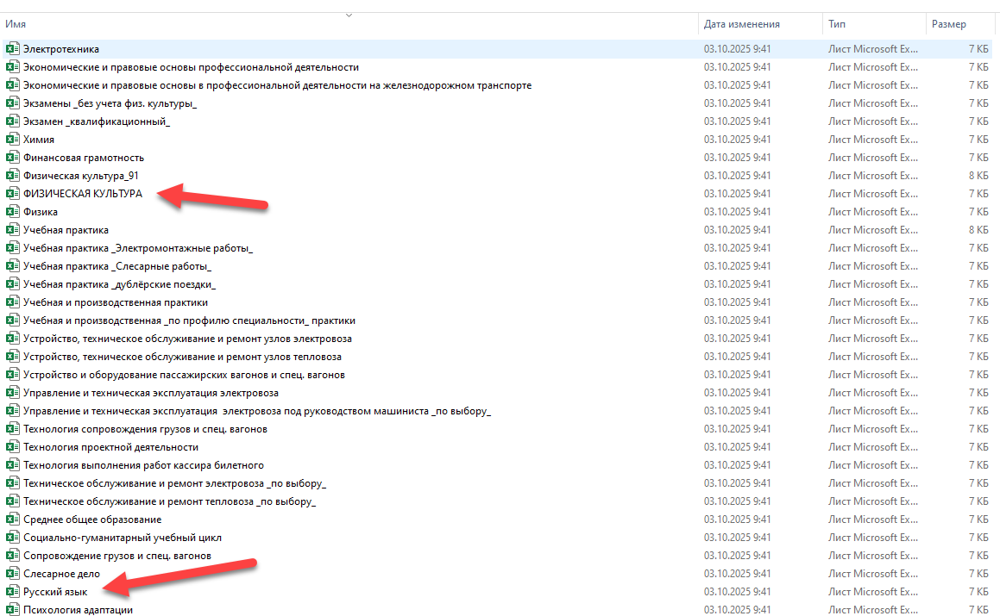 Имя Дата изменения Тип Размер
Электротехника 03.10.2025 9:41 Лист Microsoft Ex... 7 КБ
Экономические и правовые основы профессиональной деятельности 03.10.2025 9:41 Лист Microsoft Ex... 7 КБ
Экономические и правовые основы в профессиональной деятельности на железнодорожном транспорте 03.10.2025 9:41 Лист Microsoft Ex... 7 КБ
Экзамены _без учета физ. культуры_ 03.10.2025 9:41 Лист Microsoft Ex... 7 КБ
Экзамен _квалификационный_ 03.10.2025 9:41 Лист Microsoft Ex... 7 КБ
Химия 03.10.2025 9:41 Лист Microsoft Ex... 7 КБ
Финансовая грамотность 03.10.2025 9:41 Лист Microsoft Ex... 7 КБ
Физическая культура_91 03.10.2025 9:41 Лист Microsoft Ex... 8 КБ
ФИЗИЧЕСКАЯ КУЛЬТУРА 03.10.2025 9:41 Лист Microsoft Ex... 7 КБ
Физика 03.10.2025 9:41 Лист Microsoft Ex... 7 КБ
Учебная практика 03.10.2025 9:41 Лист Microsoft Ex... 8 КБ
Учебная практика _Электромонтажные работы_ 03.10.2025 9:41 Лист Microsoft Ex... 7 КБ
Учебная практика _Слесарные работы_ 03.10.2025 9:41 Лист Microsoft Ex... 7 КБ
Учебная практика _дублёрские поездки_ 03.10.2025 9:41 Лист Microsoft Ex... 7 КБ
Учебная и производственная практики 03.10.2025 9:41 Лист Microsoft Ex... 7 КБ
Учебная и производственная _по профилю специальности_ практики 03.10.2025 9:41 Лист Microsoft Ex... 7 КБ
Устройство, техническое обслуживание и ремонт узлов электровоза 03.10.2025 9:41 Лист Microsoft Ex... 7 КБ
Устройство, техническое обслуживание и ремонт узлов тепловоза 03.10.2025 9:41 Лист Microsoft Ex... 7 КБ
Устройство и оборудование пассажирских вагонов и спец. вагонов 03.10.2025 9:41 Лист Microsoft Ex... 7 КБ
Управление и техническая эксплуатация электровоза 03.10.2025 9:41 Лист Microsoft Ex... 7 КБ
Управление и техническая эксплуатация  электровоза под руководством машиниста _по выбору_ 03.10.2025 9:41 Лист Microsoft Ex... 7 КБ
Технология сопровождения грузов и спец. вагонов 03.10.2025 9:41 Лист Microsoft Ex... 7 КБ
Технология проектной деятельности 03.10.2025 9:41 Лист Microsoft Ex... 7 КБ
Технология выполнения работ кассира билетного 03.10.2025 9:41 Лист Microsoft Ex... 7 КБ
Техническое обслуживание и ремонт электровоза _по выбору_ 03.10.2025 9:41 Лист Microsoft Ex... 7 КБ
Техническое обслуживание и ремонт тепловоза _по выбору_ 03.10.2025 9:41 Лист Microsoft Ex... 7 КБ
Среднее общее образование 03.10.2025 9:41 Лист Microsoft Ex... 7 КБ
Социально-гуманитарный учебный цикл 03.10.2025 9:41 Лист Microsoft Ex... 7 КБ
Сопровождение грузов и спец. вагонов 03.10.2025 9:41 Лист Microsoft Ex... 7 КБ
Слесарное дело 03.10.2025 9:41 Лист Microsoft Ex... 7 КБ
Русский язык 03.10.2025 9:41 Лист Microsoft Ex... 7 КБ
Психология адаптации 03.10.2025 9:41 Лист Microsoft Ex... 7 КБ